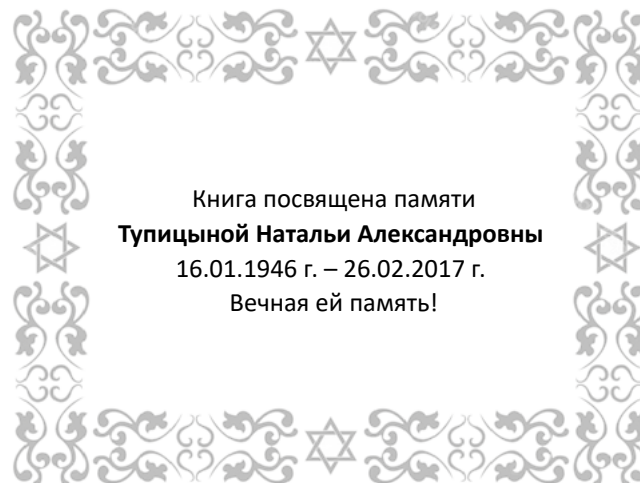 Книга посвящена памяти
Тупицыной Натальи Александровны
16.01.1946 г. – 26.02.2017 г.
Вечная ей память!